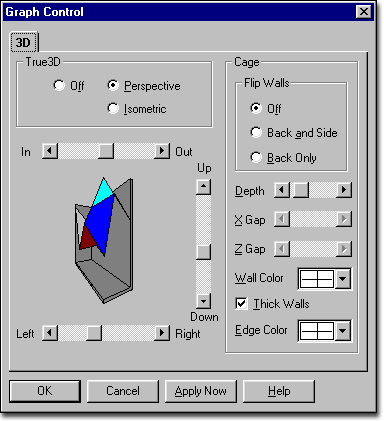 Graph Control
3D
True3D
Off
Perspective
Isometric
In
Out
Up
Down
Left
Right
Cage
Flip Walls
Off
Back and Side
Back Only
Depth
X Gap
Z Gap
Wall Color
Thick Walls
Edge Color
OK
Cancel
Apply Now
Help